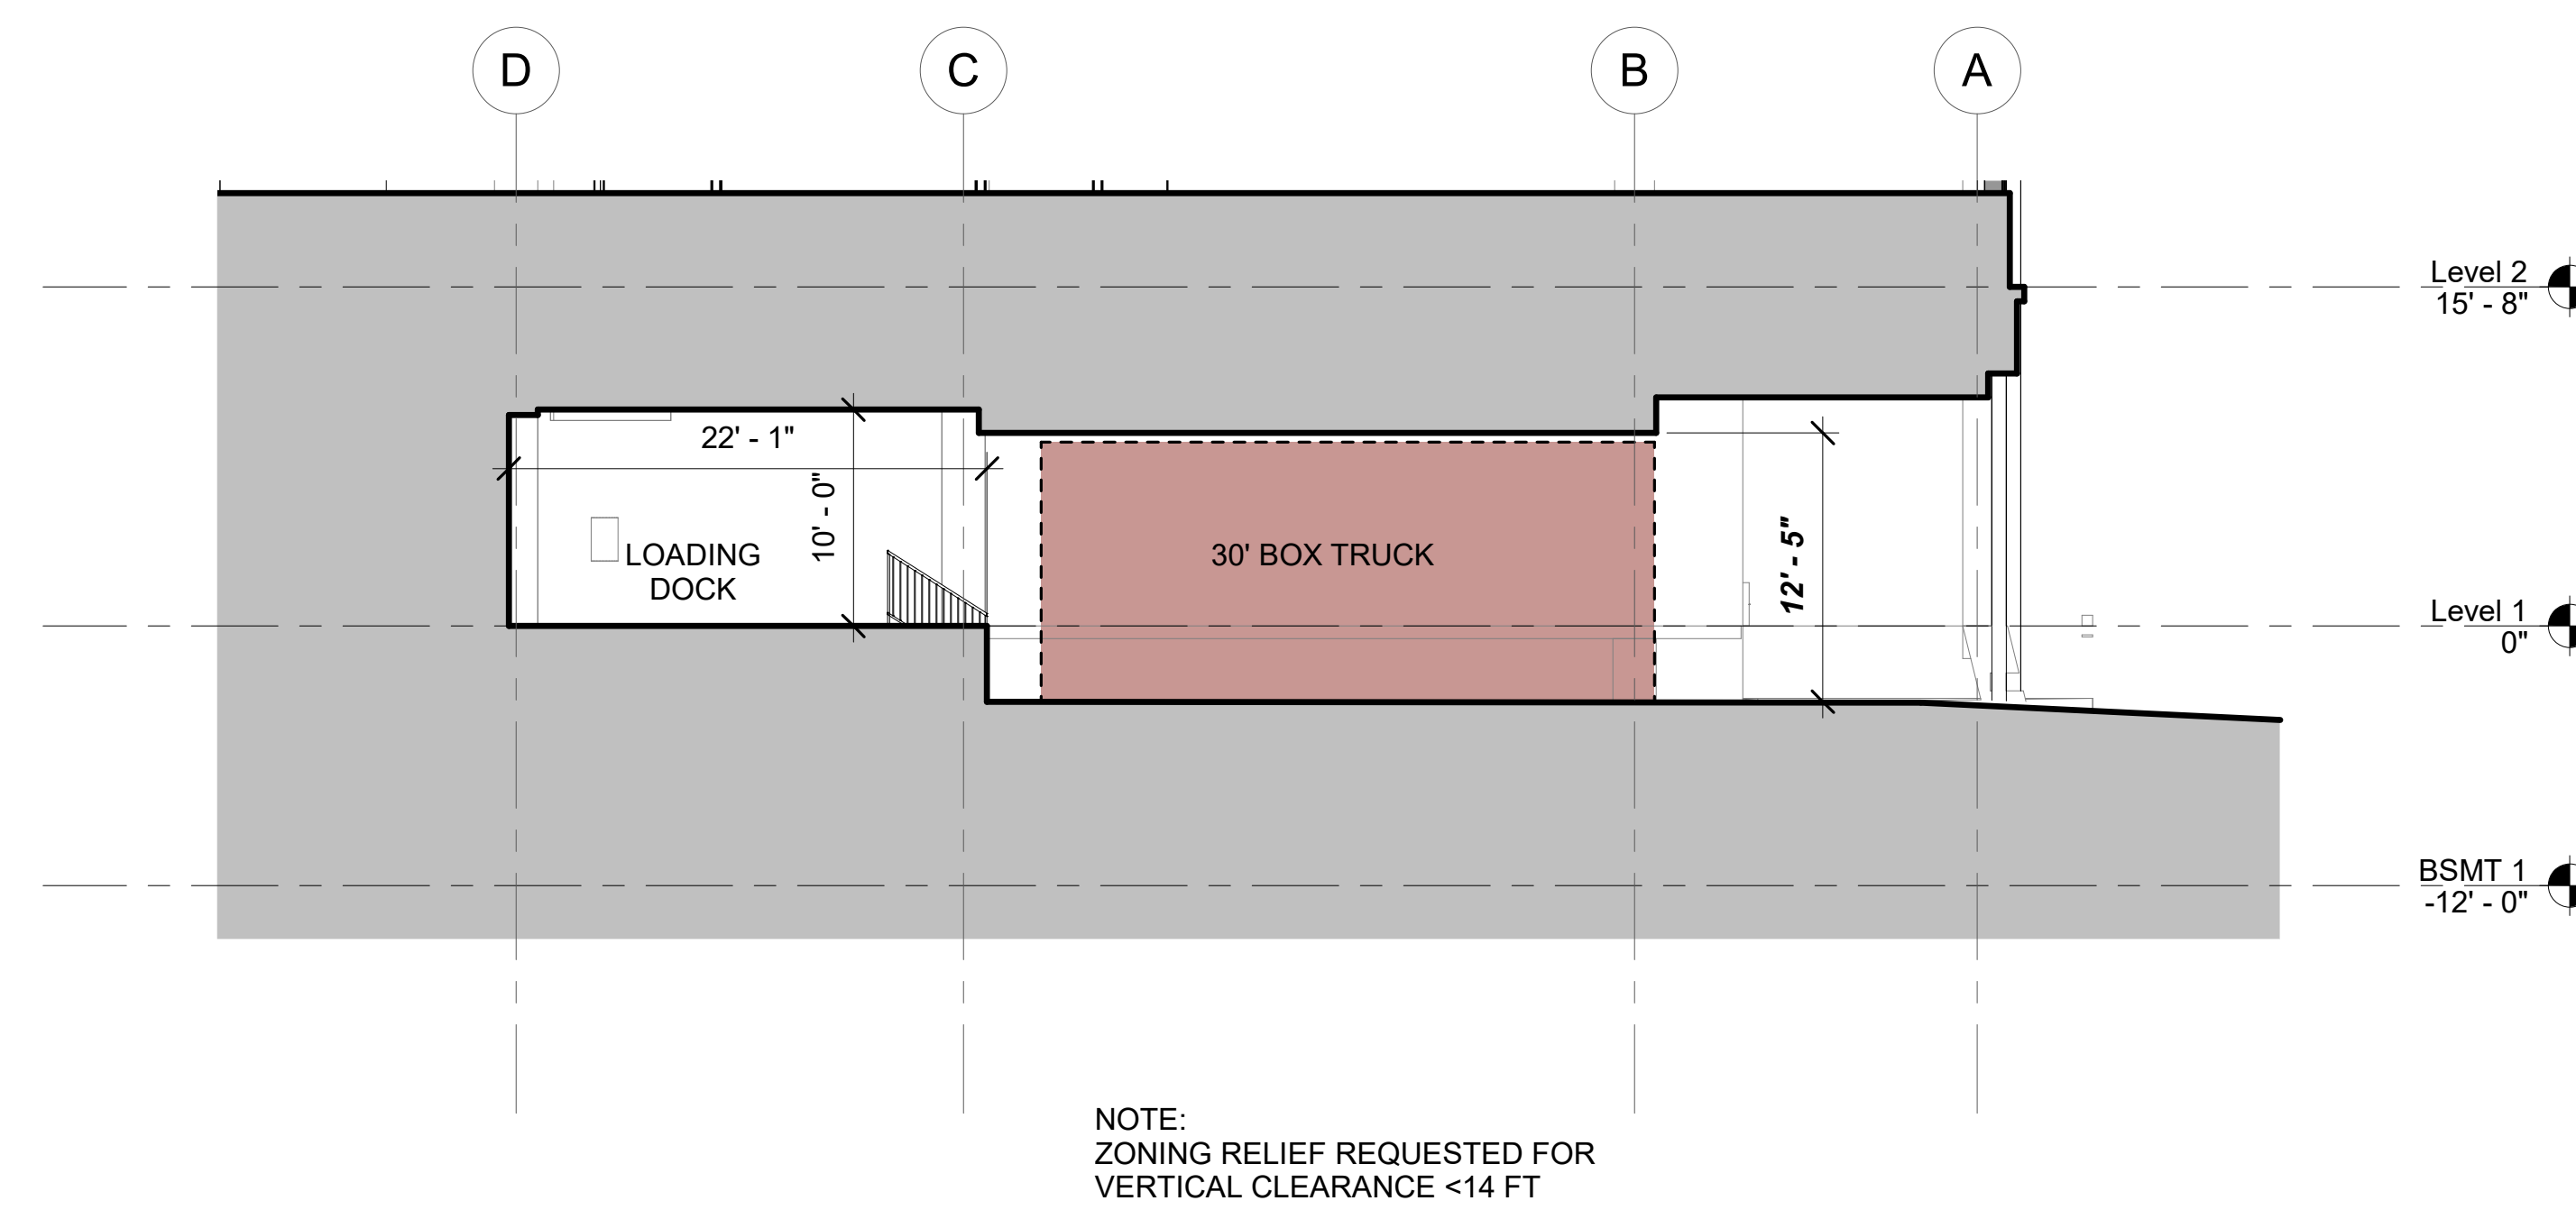 D
C
B
A
Level 2
15' - 8"
22' - 1"
10' - 0"
LOADING
DOCK
30' BOX TRUCK
12' - 5"
Level 1
0"
BSMT 1
-12' - 0"
NOTE:
ZONING RELIEF REQUESTED FOR
VERTICAL CLEARANCE <14 FT